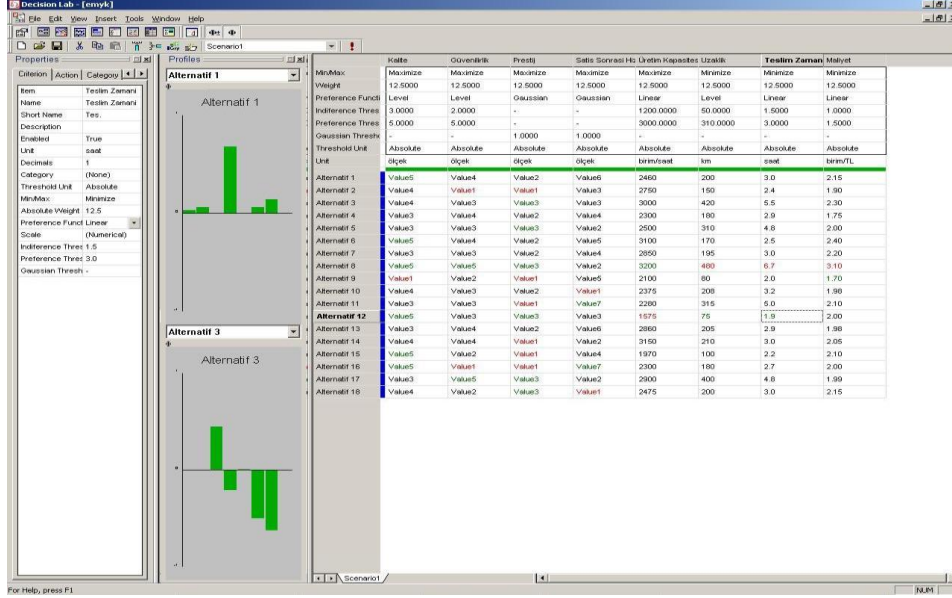 Decision Lab - [emyk]
File Edit View Insert Tools Window Help
Scenario1
Properties
Criterion Action Category
Item Teslim Zamani
Name Teslim Zamani
Short Name Tes.
Description
Enabled True
Unit saat
Decimals 1
Category (None)
Threshold Unit Absolute
Min/Max Minimize
Absolute Weight 12.5
Preference Funct Linear
Scale (Numerical)
Indifference Thres 1.5
Preference Thres 3.0
Gaussian Thresh -
Profiles
Alternatif 1
Alternatif 1
Alternatif 3
Alternatif 3
Kalite Güvenilirlik Prestij Satis Sonrasi His Üretim Kapasites Uzaklik Teslim Zaman Maliyet
Min/Max Maximize Maximize Maximize Maximize Maximize Minimize Minimize Minimize
Weight 12.5000 12.5000 12.5000 12.5000 12.5000 12.5000 12.5000 12.5000
Preference Functi Level Level Gaussian Gaussian Linear Level Linear Linear
Indifference Thres 3.0000 2.0000 - - 1200.0000 50.0000 1.5000 1.0000
Preference Thres 5.0000 5.0000 - - 3000.0000 310.0000 3.0000 1.5000
Gaussian Thresho - - 1.0000 1.0000 - - - -
Threshold Unit Absolute Absolute Absolute Absolute Absolute Absolute Absolute Absolute
Unit ölçek ölçek ölçek ölçek birim/saat km saat birim/TL
Alternatif 1 Value5 Value4 Value2 Value6 2460 200 3.0 2.15
Alternatif 2 Value4 Value1 Value1 Value3 2750 150 2.4 1.90
Alternatif 3 Value4 Value3 Value3 Value3 3000 420 5.5 2.30
Alternatif 4 Value3 Value4 Value2 Value4 2300 180 2.9 1.75
Alternatif 5 Value3 Value3 Value3 Value2 2500 310 4.8 2.00
Alternatif 6 Value5 Value4 Value2 Value5 3100 170 2.5 2.40
Alternatif 7 Value3 Value3 Value2 Value4 2850 195 3.0 2.20
Alternatif 8 Value5 Value5 Value3 Value2 3200 480 6.7 3.10
Alternatif 9 Value1 Value2 Value1 Value5 2100 80 2.0 1.70
Alternatif 10 Value4 Value3 Value2 Value1 2375 208 3.2 1.98
Alternatif 11 Value3 Value3 Value1 Value7 2280 315 5.0 2.10
Alternatif 12 Value5 Value3 Value3 Value3 1575 75 1.9 2.00
Alternatif 13 Value3 Value2 Value2 Value6 2860 205 2.9 1.98
Alternatif 14 Value4 Value4 Value1 Value2 3150 210 3.0 2.05
Alternatif 15 Value5 Value2 Value1 Value4 1970 100 2.2 2.10
Alternatif 16 Value5 Value1 Value1 Value7 2300 180 2.7 2.00
Alternatif 17 Value3 Value5 Value3 Value2 2900 400 4.8 1.99
Alternatif 18 Value4 Value2 Value3 Value1 2475 200 3.0 2.15
Scenario1
For Help, press F1
NUM